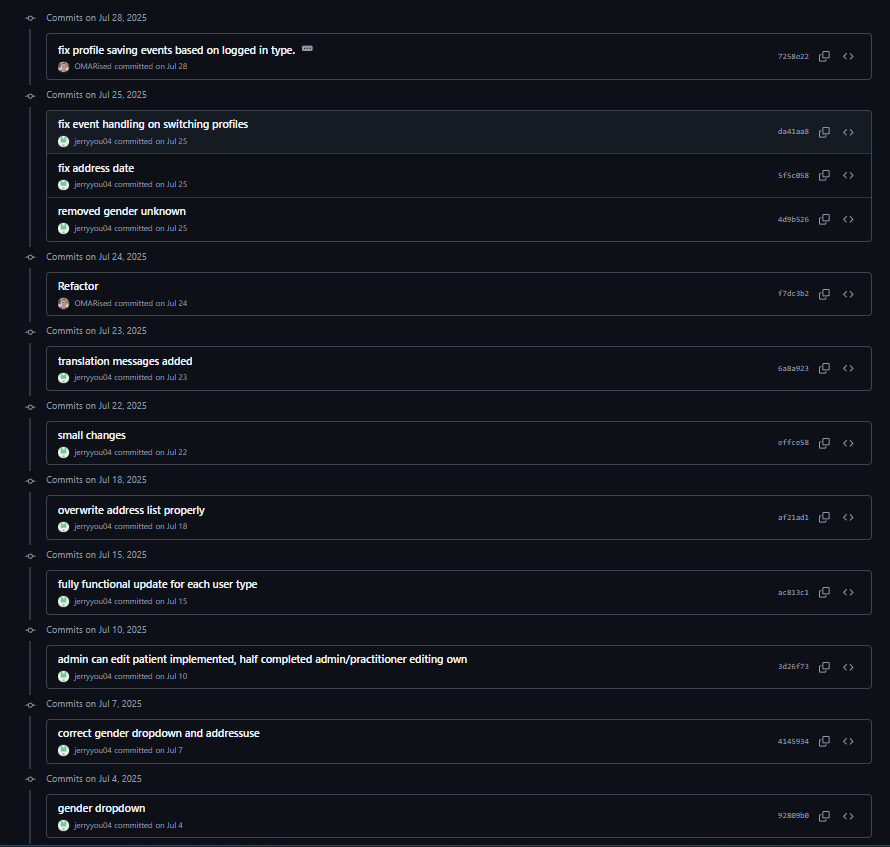 Commits on Jul 28, 2025
fix profile saving events based on logged in type.
OMARised committed on Jul 28
7258e22
Commits on Jul 25, 2025
fix event handling on switching profiles
jerryyou04 committed on Jul 25
da41aa8
fix address date
jerryyou04 committed on Jul 25
5f5c058
removed gender unknown
jerryyou04 committed on Jul 25
4d9b526
Commits on Jul 24, 2025
Refactor
OMARised committed on Jul 24
f7dc3b2
Commits on Jul 23, 2025
translation messages added
jerryyou04 committed on Jul 23
6a8a923
Commits on Jul 22, 2025
small changes
jerryyou04 committed on Jul 22
effce58
Commits on Jul 18, 2025
overwrite address list properly
jerryyou04 committed on Jul 18
af21ad1
Commits on Jul 15, 2025
fully functional update for each user type
jerryyou04 committed on Jul 15
ac813c1
Commits on Jul 10, 2025
admin can edit patient implemented, half completed admin/practitioner editing own
jerryyou04 committed on Jul 10
3d26f73
Commits on Jul 7, 2025
correct gender dropdown and addressuse
jerryyou04 committed on Jul 7
4145934
Commits on Jul 4, 2025
gender dropdown
jerryyou04 committed on Jul 4
92809b0